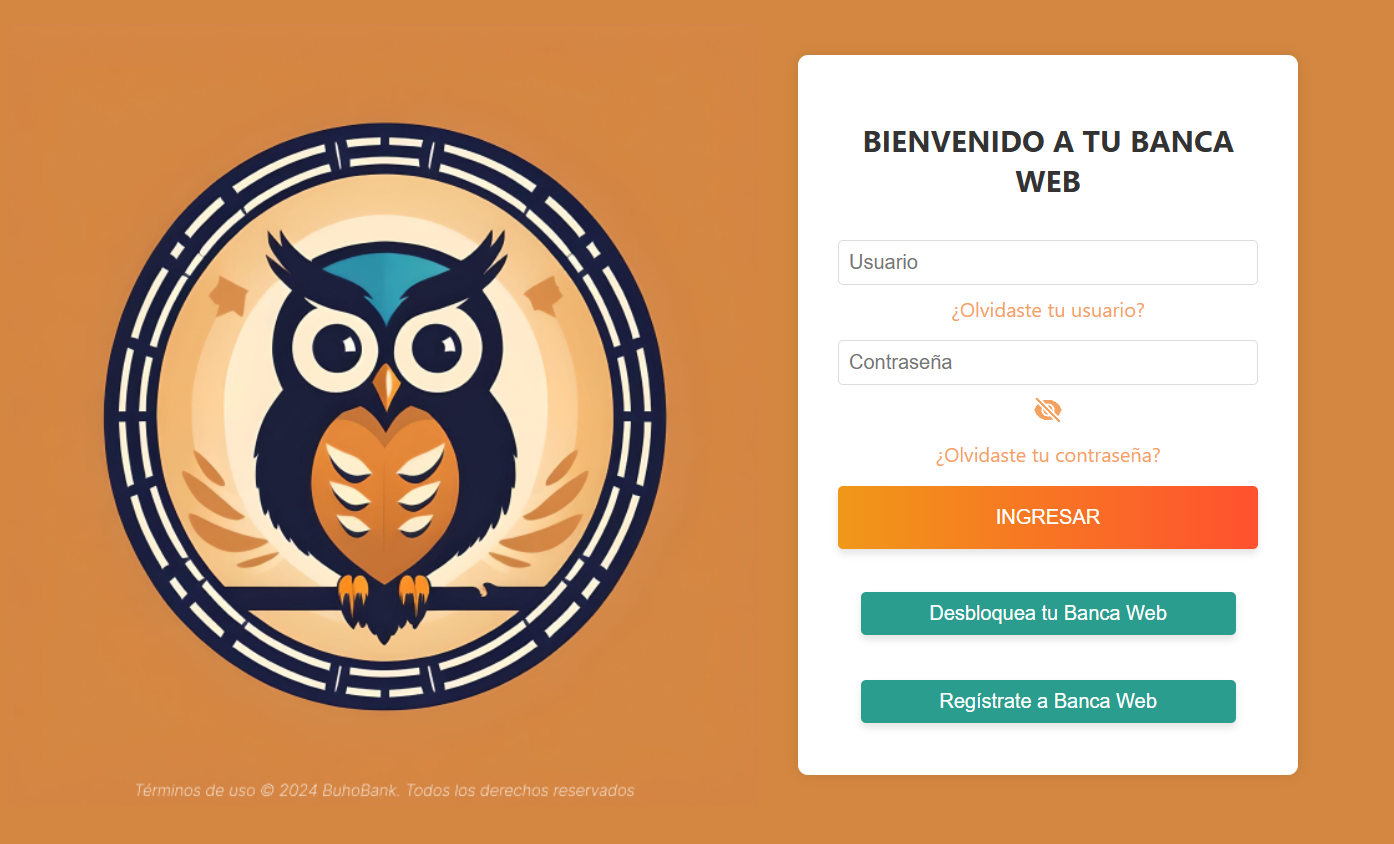 BIENVENIDO A TU BANCA
WEB
Usuario
¿Olvidaste tu usuario?
Contraseña
¿Olvidaste tu contraseña?
INGRESAR
Desbloquea tu Banca Web
Regístrate a Banca Web
Términos de uso © 2024 BuhoBank. Todos los derechos reservados